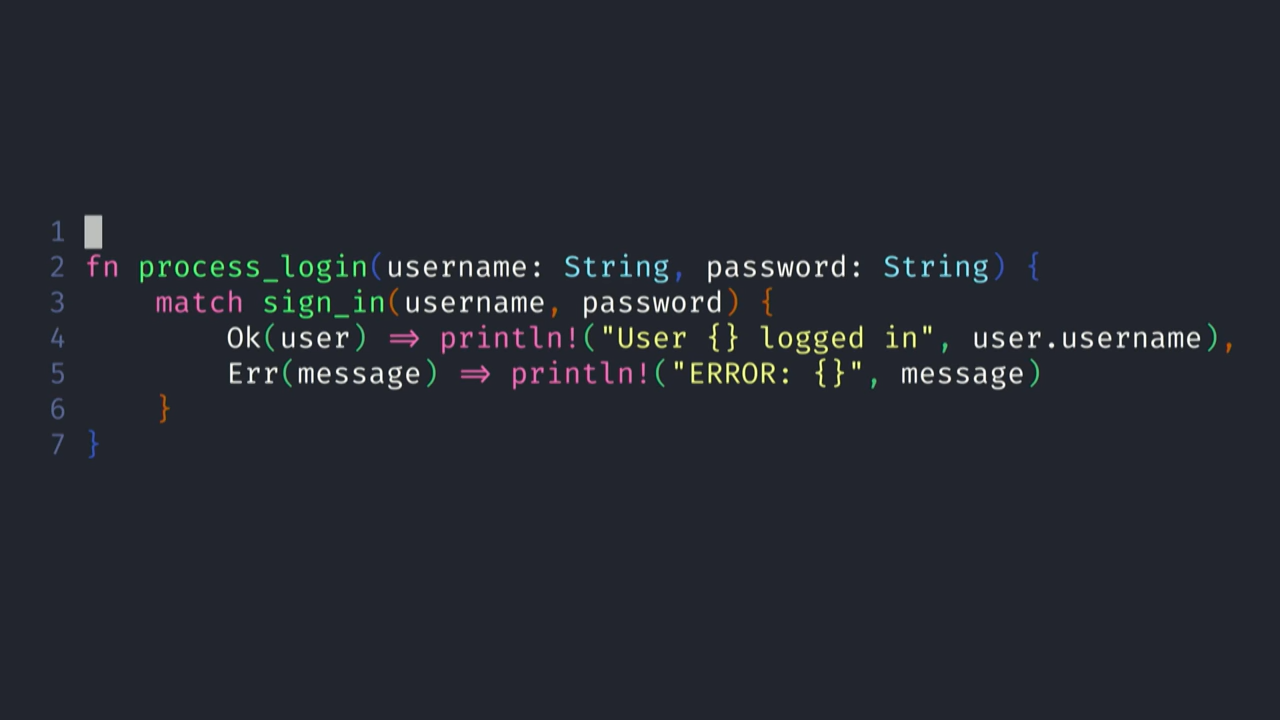 1
2 fn process_login(username: String, password: String) {
3     match sign_in(username, password) {
4         Ok(user) => println!("User {} logged in", user.username),
5         Err(message) => println!("ERROR: {}", message)
6     }
7 }